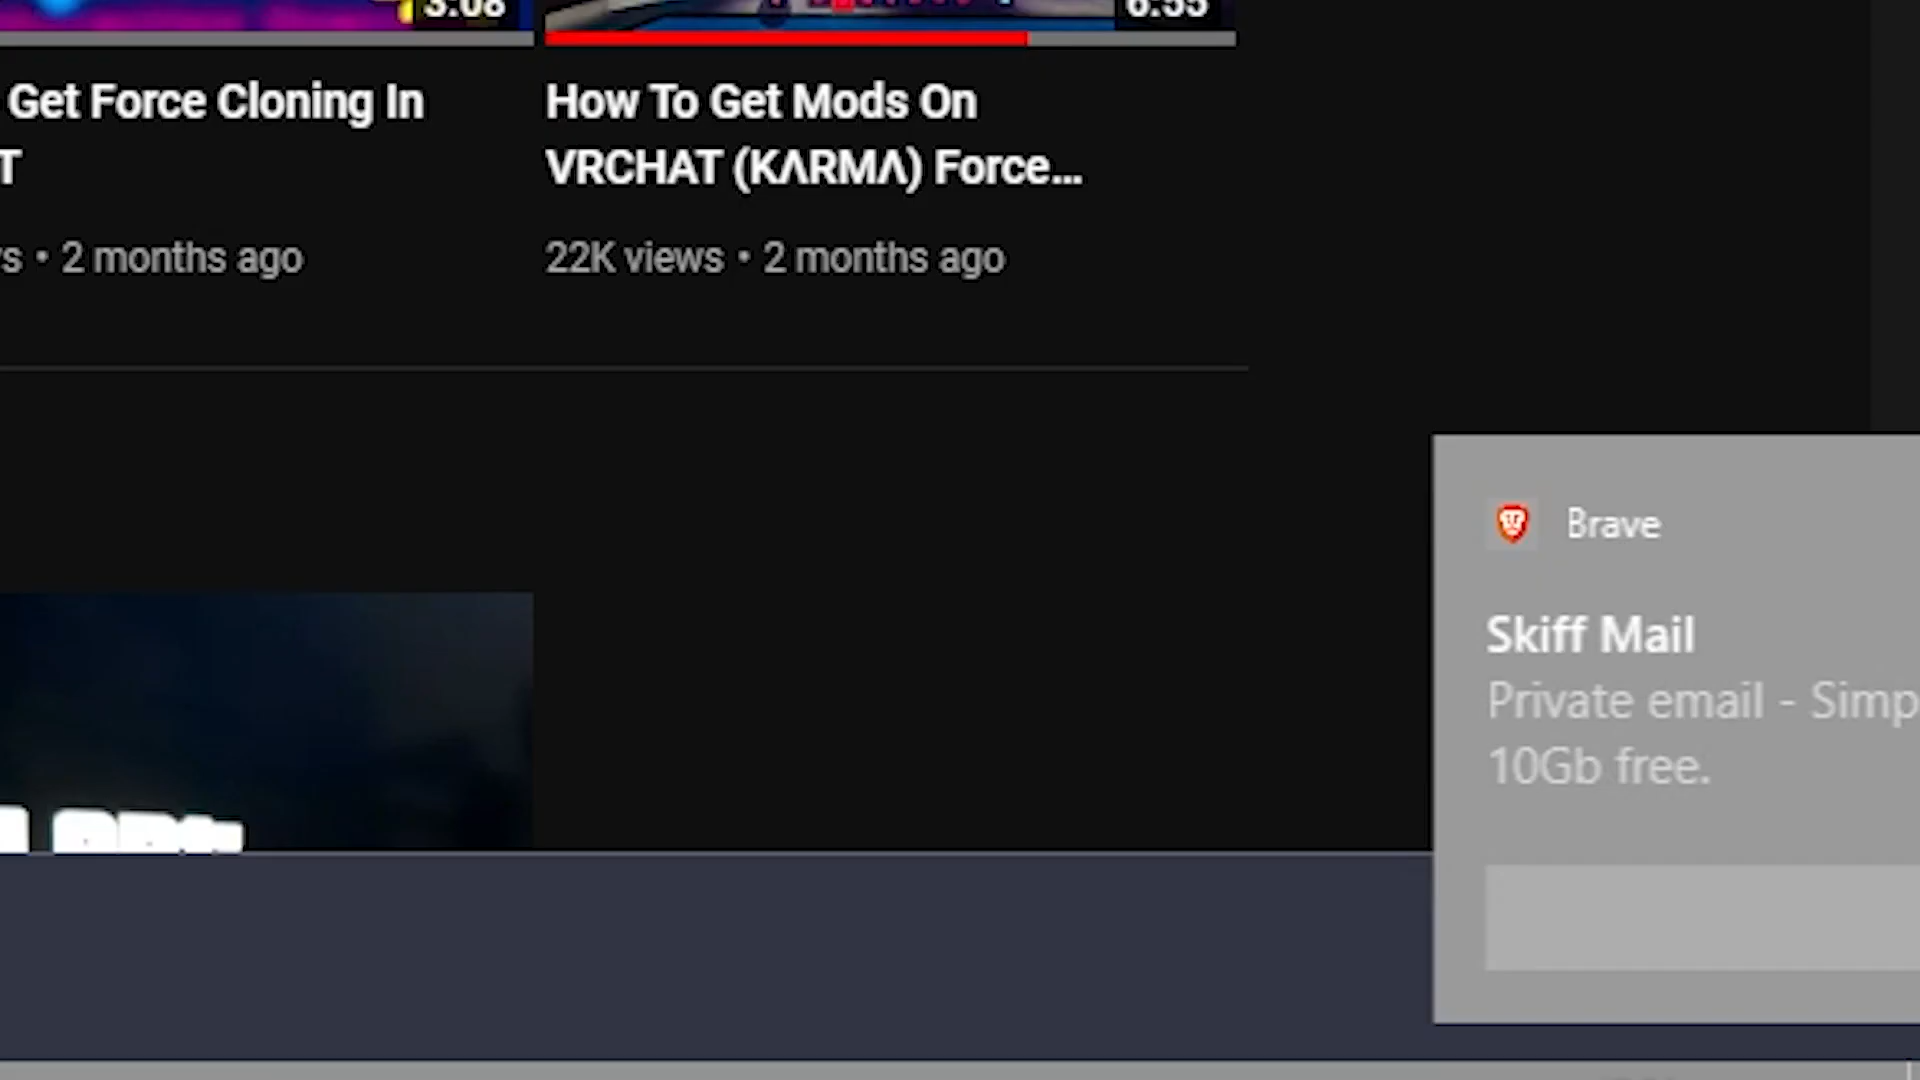 3:08
6:55
Get Force Cloning In
T
How To Get Mods On
VRCHAT (KΛRMΛ) Force...
2 months ago
22K views • 2 months ago
Brave
Skiff Mail
Private email - Simp
10Gb free.